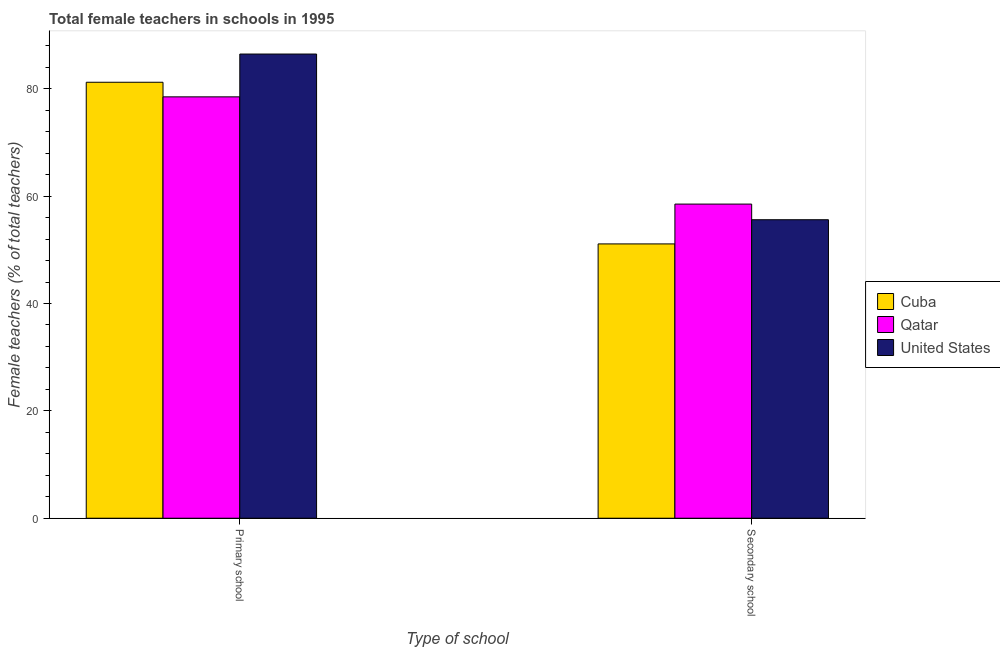 Total female teachers in schools in 1995
Female teachers (% of total teachers)
80
60
40
20
0
Primary school
Secondary school
Type of school
Cuba
Qatar
United States